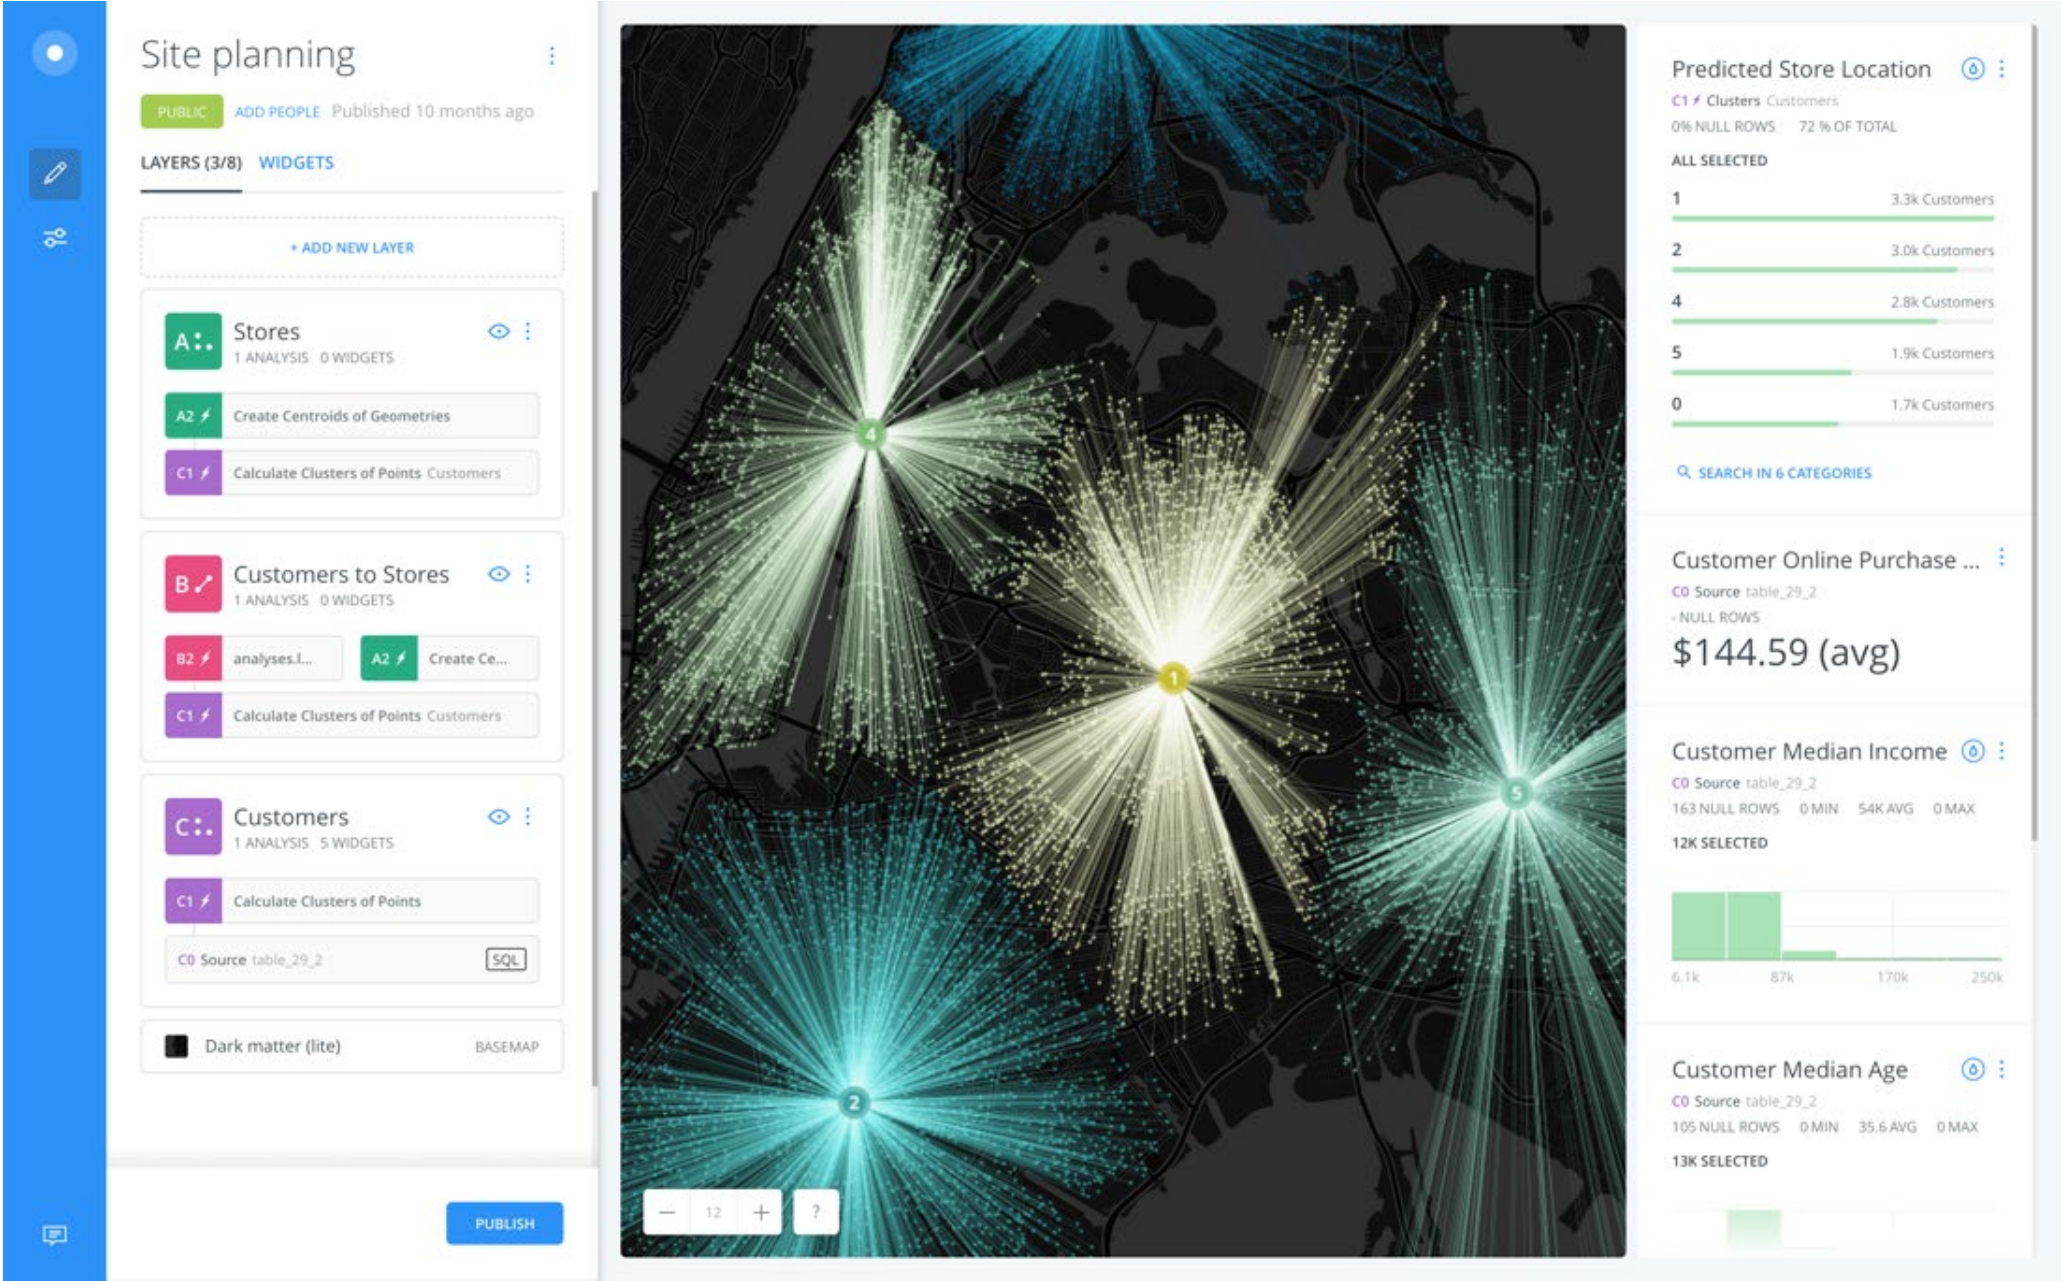 Site planning
PUBLIC ADD PEOPLE Published 10 months ago
LAYERS (3/8) WIDGETS
+ ADD NEW LAYER
A Stores
1 ANALYSIS 0 WIDGETS
A2 Create Centroids of Geometries
C1 Calculate Clusters of Points Customers
B Customers to Stores
1 ANALYSIS 0 WIDGETS
B2 analyses.l... A2 Create Ce...
C1 Calculate Clusters of Points Customers
C Customers
1 ANALYSIS 5 WIDGETS
C1 Calculate Clusters of Points
C0 Source table_29_2 SQL
Dark matter (lite) BASEMAP
PUBLISH
4
1
5
2
12
?
Predicted Store Location
C1 Clusters Customers
0% NULL ROWS 72 % OF TOTAL
ALL SELECTED
1 3.3k Customers
2 3.0k Customers
4 2.8k Customers
5 1.9k Customers
0 1.7k Customers
SEARCH IN 6 CATEGORIES
Customer Online Purchase ...
C0 Source table_29_2
- NULL ROWS
$144.59 (avg)
Customer Median Income
C0 Source table_29_2
163 NULL ROWS 0 MIN 54K AVG 0 MAX
12K SELECTED
6.1k 87k 170k 250k
Customer Median Age
C0 Source table_29_2
105 NULL ROWS 0 MIN 35.6 AVG 0 MAX
13K SELECTED